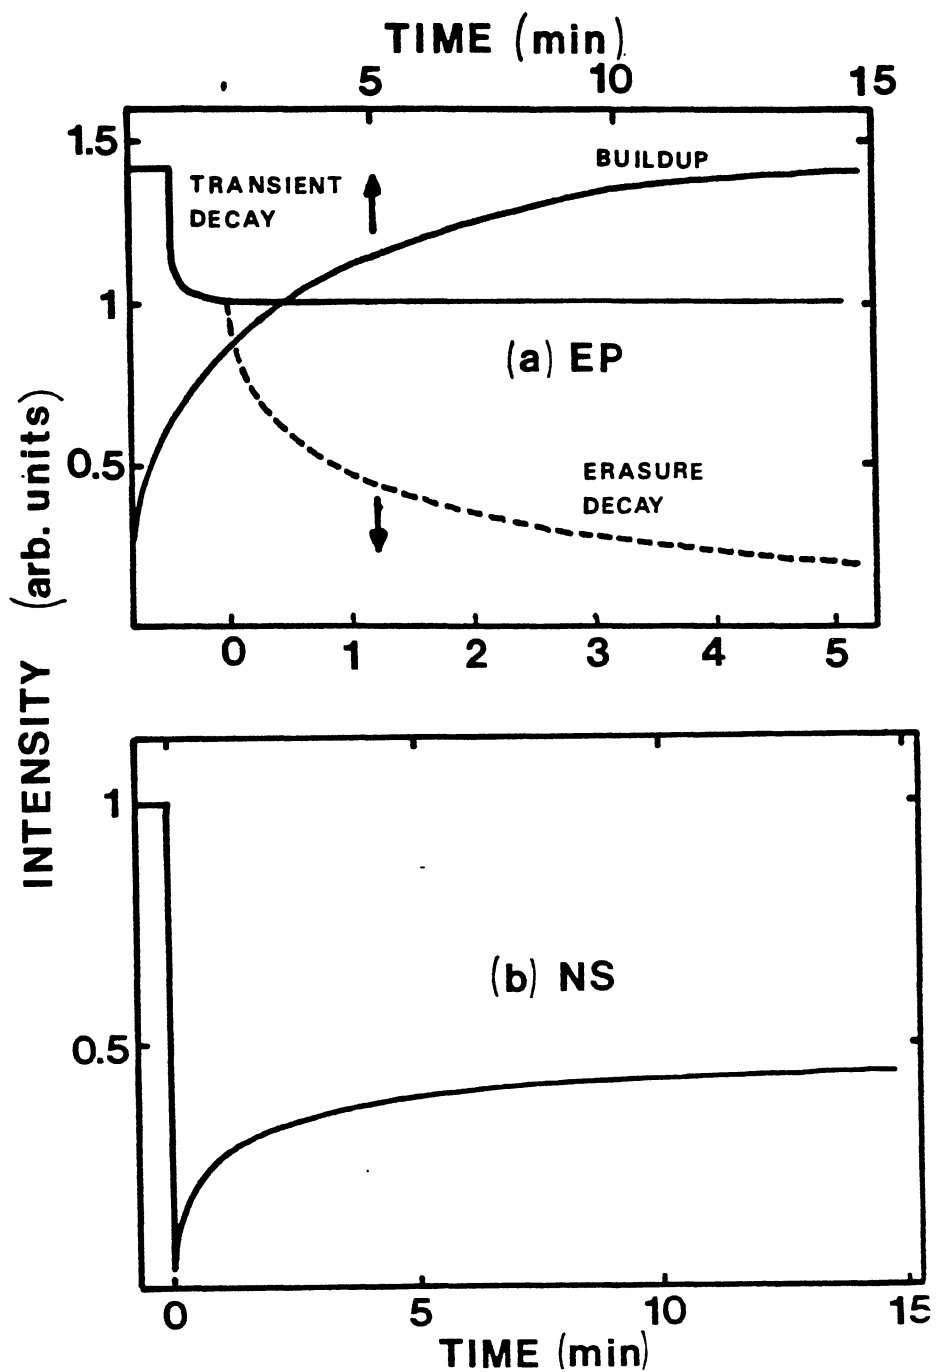 TIME (min)
5 10 15
1.5
BUILDUP
TRANSIENT
DECAY
1
(a) EP
0.5
ERASURE
DECAY
0 1 2 3 4 5
INTENSITY (arb. units)
1
(b) NS
0.5
0 5 10 15
TIME (min)